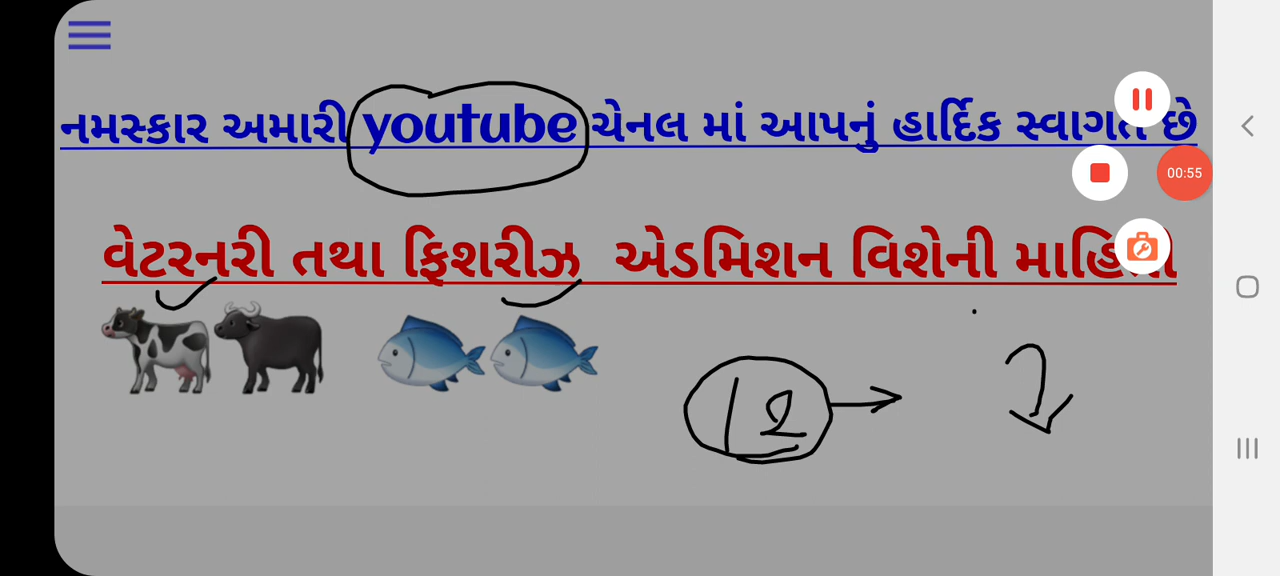 નમસ્કાર અમારી youtube ચેનલ માં આપનું હાર્દિક સ્વાગત છે
00:55
વેટરનરી તથા ફિશરીઝ એડમિશન વિશેની માહિતી
12